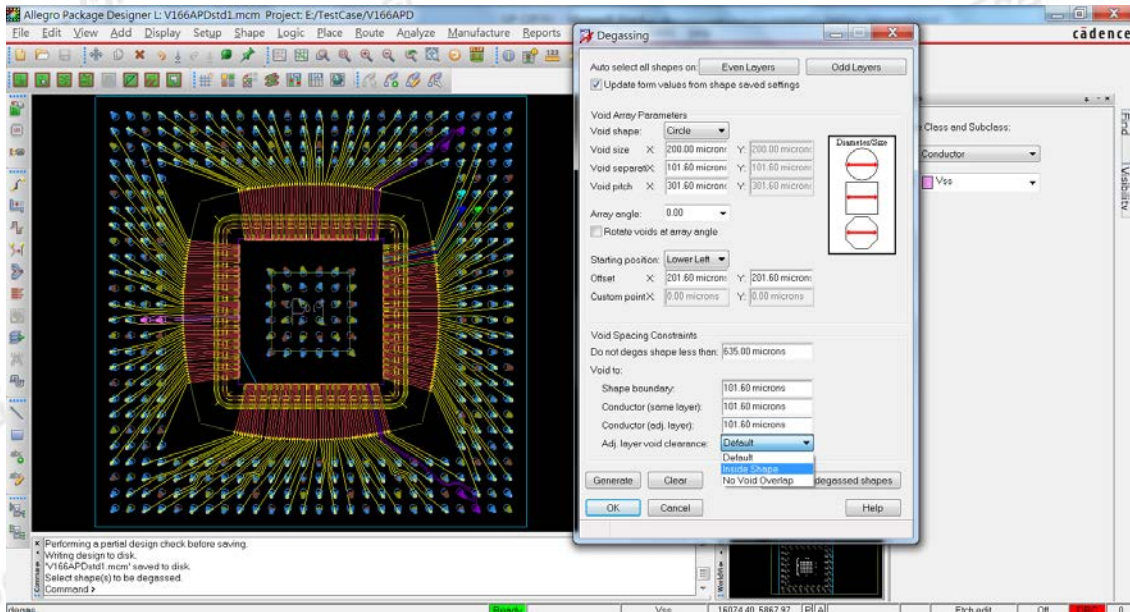 Allegro Package Designer L: V166APDstd1.mcm Project: E:/TestCase/V166APD
File Edit View Add Display Setup Shape Logic Place Route Analyze Manufacture Reports
cādence
Degassing
Auto select all shapes on: Even Layers Odd Layers
Update form values from shape saved settings
Void Array Parameters
Void shape: Circle
Void size X: 200.00 microns Y: 200.00 microns
Void separati X: 101.60 microns Y: 101.60 microns
Void pitch X: 301.60 microns Y: 301.60 microns
Diameter/Size
Array angle: 0.00
Rotate voids at array angle
Starting position: Lower Left
Offset X: 201.60 microns Y: 201.60 microns
Custom point X: 0.00 microns Y: 0.00 microns
Void Spacing Constraints
Do not degas shape less than: 635.00 microns
Void to:
Shape boundary: 101.60 microns
Conductor (same layer): 101.60 microns
Conductor (adj. layer): 101.60 microns
Adj. layer void clearance: Default
Default
Inside Shape
No Void Overlap
Generate Clear degassed shapes
OK Cancel Help
Class and Subclass:
Conductor
Vss
Find
Visibility
Performing a partial design check before saving.
Writing design to disk.
'V166APDstd1.mcm' saved to disk.
Select shape(s) to be degassed.
Command >
Command
WorldView
degas Ready Vss 16074.40, 5867.97 P A Etch edit Off DRC 0